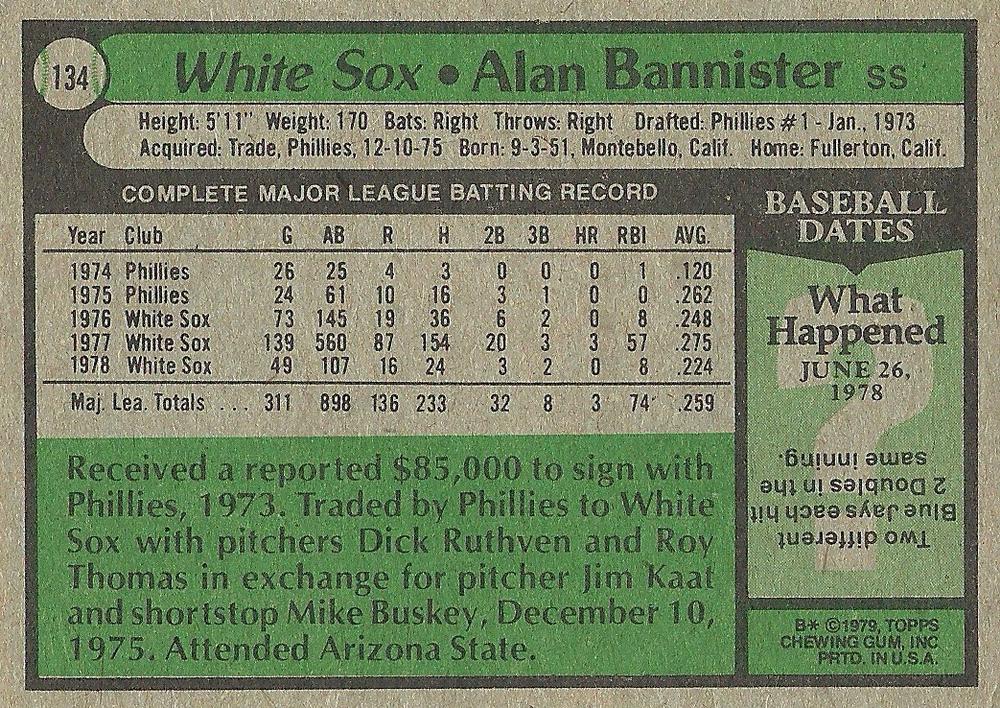 134
White Sox • Alan Bannister SS
Height: 5'11" Weight: 170 Bats: Right Throws: Right Drafted: Phillies #1 - Jan., 1973
Acquired: Trade, Phillies, 12-10-75 Born: 9-3-51, Montebello, Calif. Home: Fullerton, Calif.
COMPLETE MAJOR LEAGUE BATTING RECORD
Year Club G AB R H 2B 3B HR RBI AVG.
1974 Phillies 26 25 4 3 0 0 0 1 .120
1975 Phillies 24 61 10 16 3 1 0 0 .262
1976 White Sox 73 145 19 36 6 2 0 8 .248
1977 White Sox 139 560 87 154 20 3 3 57 .275
1978 White Sox 49 107 16 24 3 2 0 8 .224
Maj. Lea. Totals ... 311 898 136 233 32 8 3 74 .259
Received a reported $85,000 to sign with
Phillies, 1973. Traded by Phillies to White
Sox with pitchers Dick Ruthven and Roy
Thomas in exchange for pitcher Jim Kaat
and shortstop Mike Buskey, December 10,
1975. Attended Arizona State.
BASEBALL
DATES
What
Happened
JUNE 26,
1978
?
Two different
Blue Jays each hit
2 Doubles in the
same inning.
B* ©1979, TOPPS
CHEWING GUM, INC
PRTD. IN U.S.A.